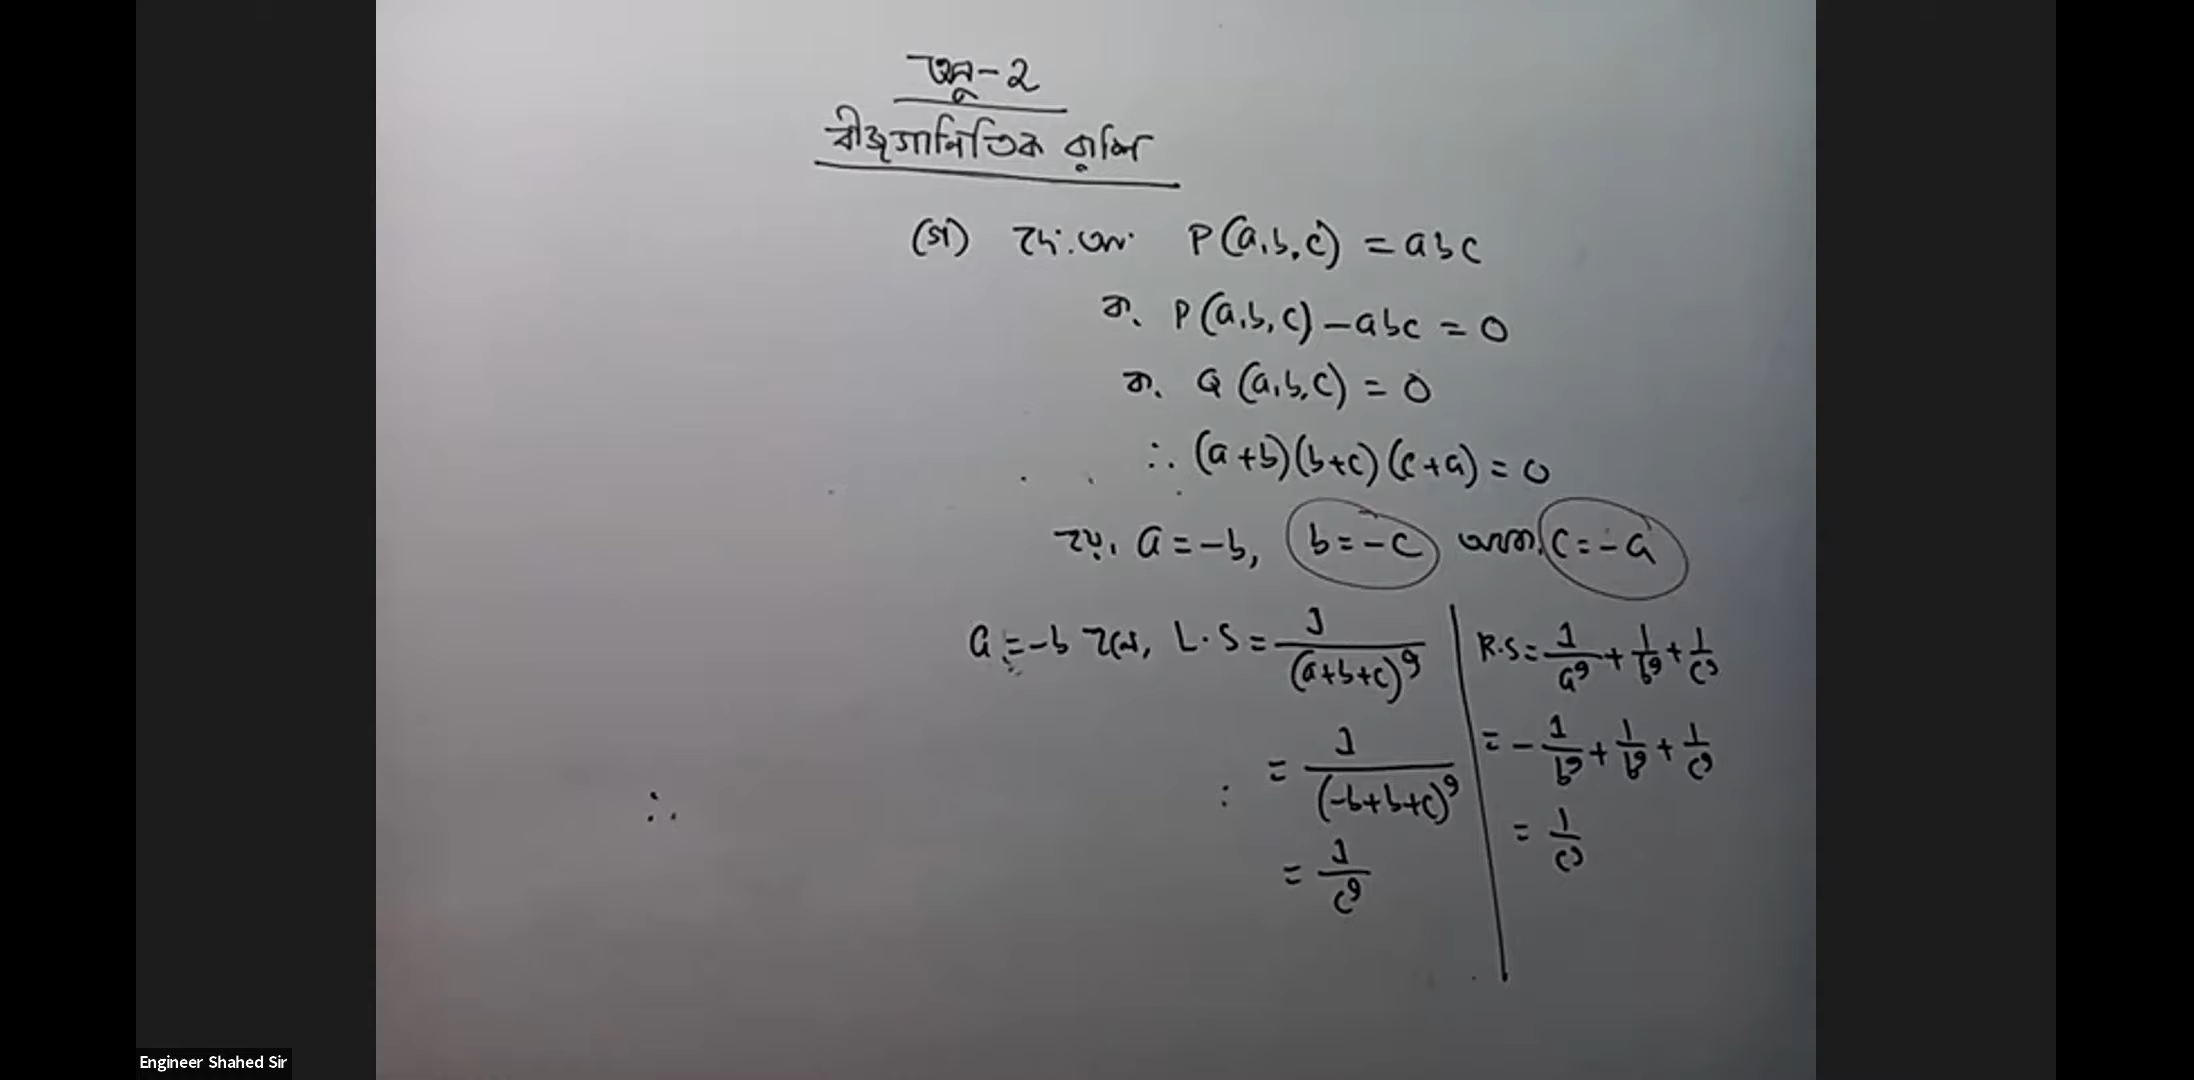 অনু-২
বীজগানিতিক রাশি
(গ) P(a,b,c) = abc
বা, P(a,b,c) - abc = 0
বা, Q(a,b,c) = 0
∴ (a+b)(b+c)(c+a) = 0
হয়, a = -b, b = -c অথবা, c = -a
a = -b হলে, L.S = 1/(a+b+c)⁹ | R.S = 1/a⁹ + 1/b⁹ + 1/c⁹
= 1/(-b+b+c)⁹ | = - 1/b⁹ + 1/b⁹ + 1/c⁹
= 1/c⁹ | = 1/c⁹
∴
Engineer Shahed Sir